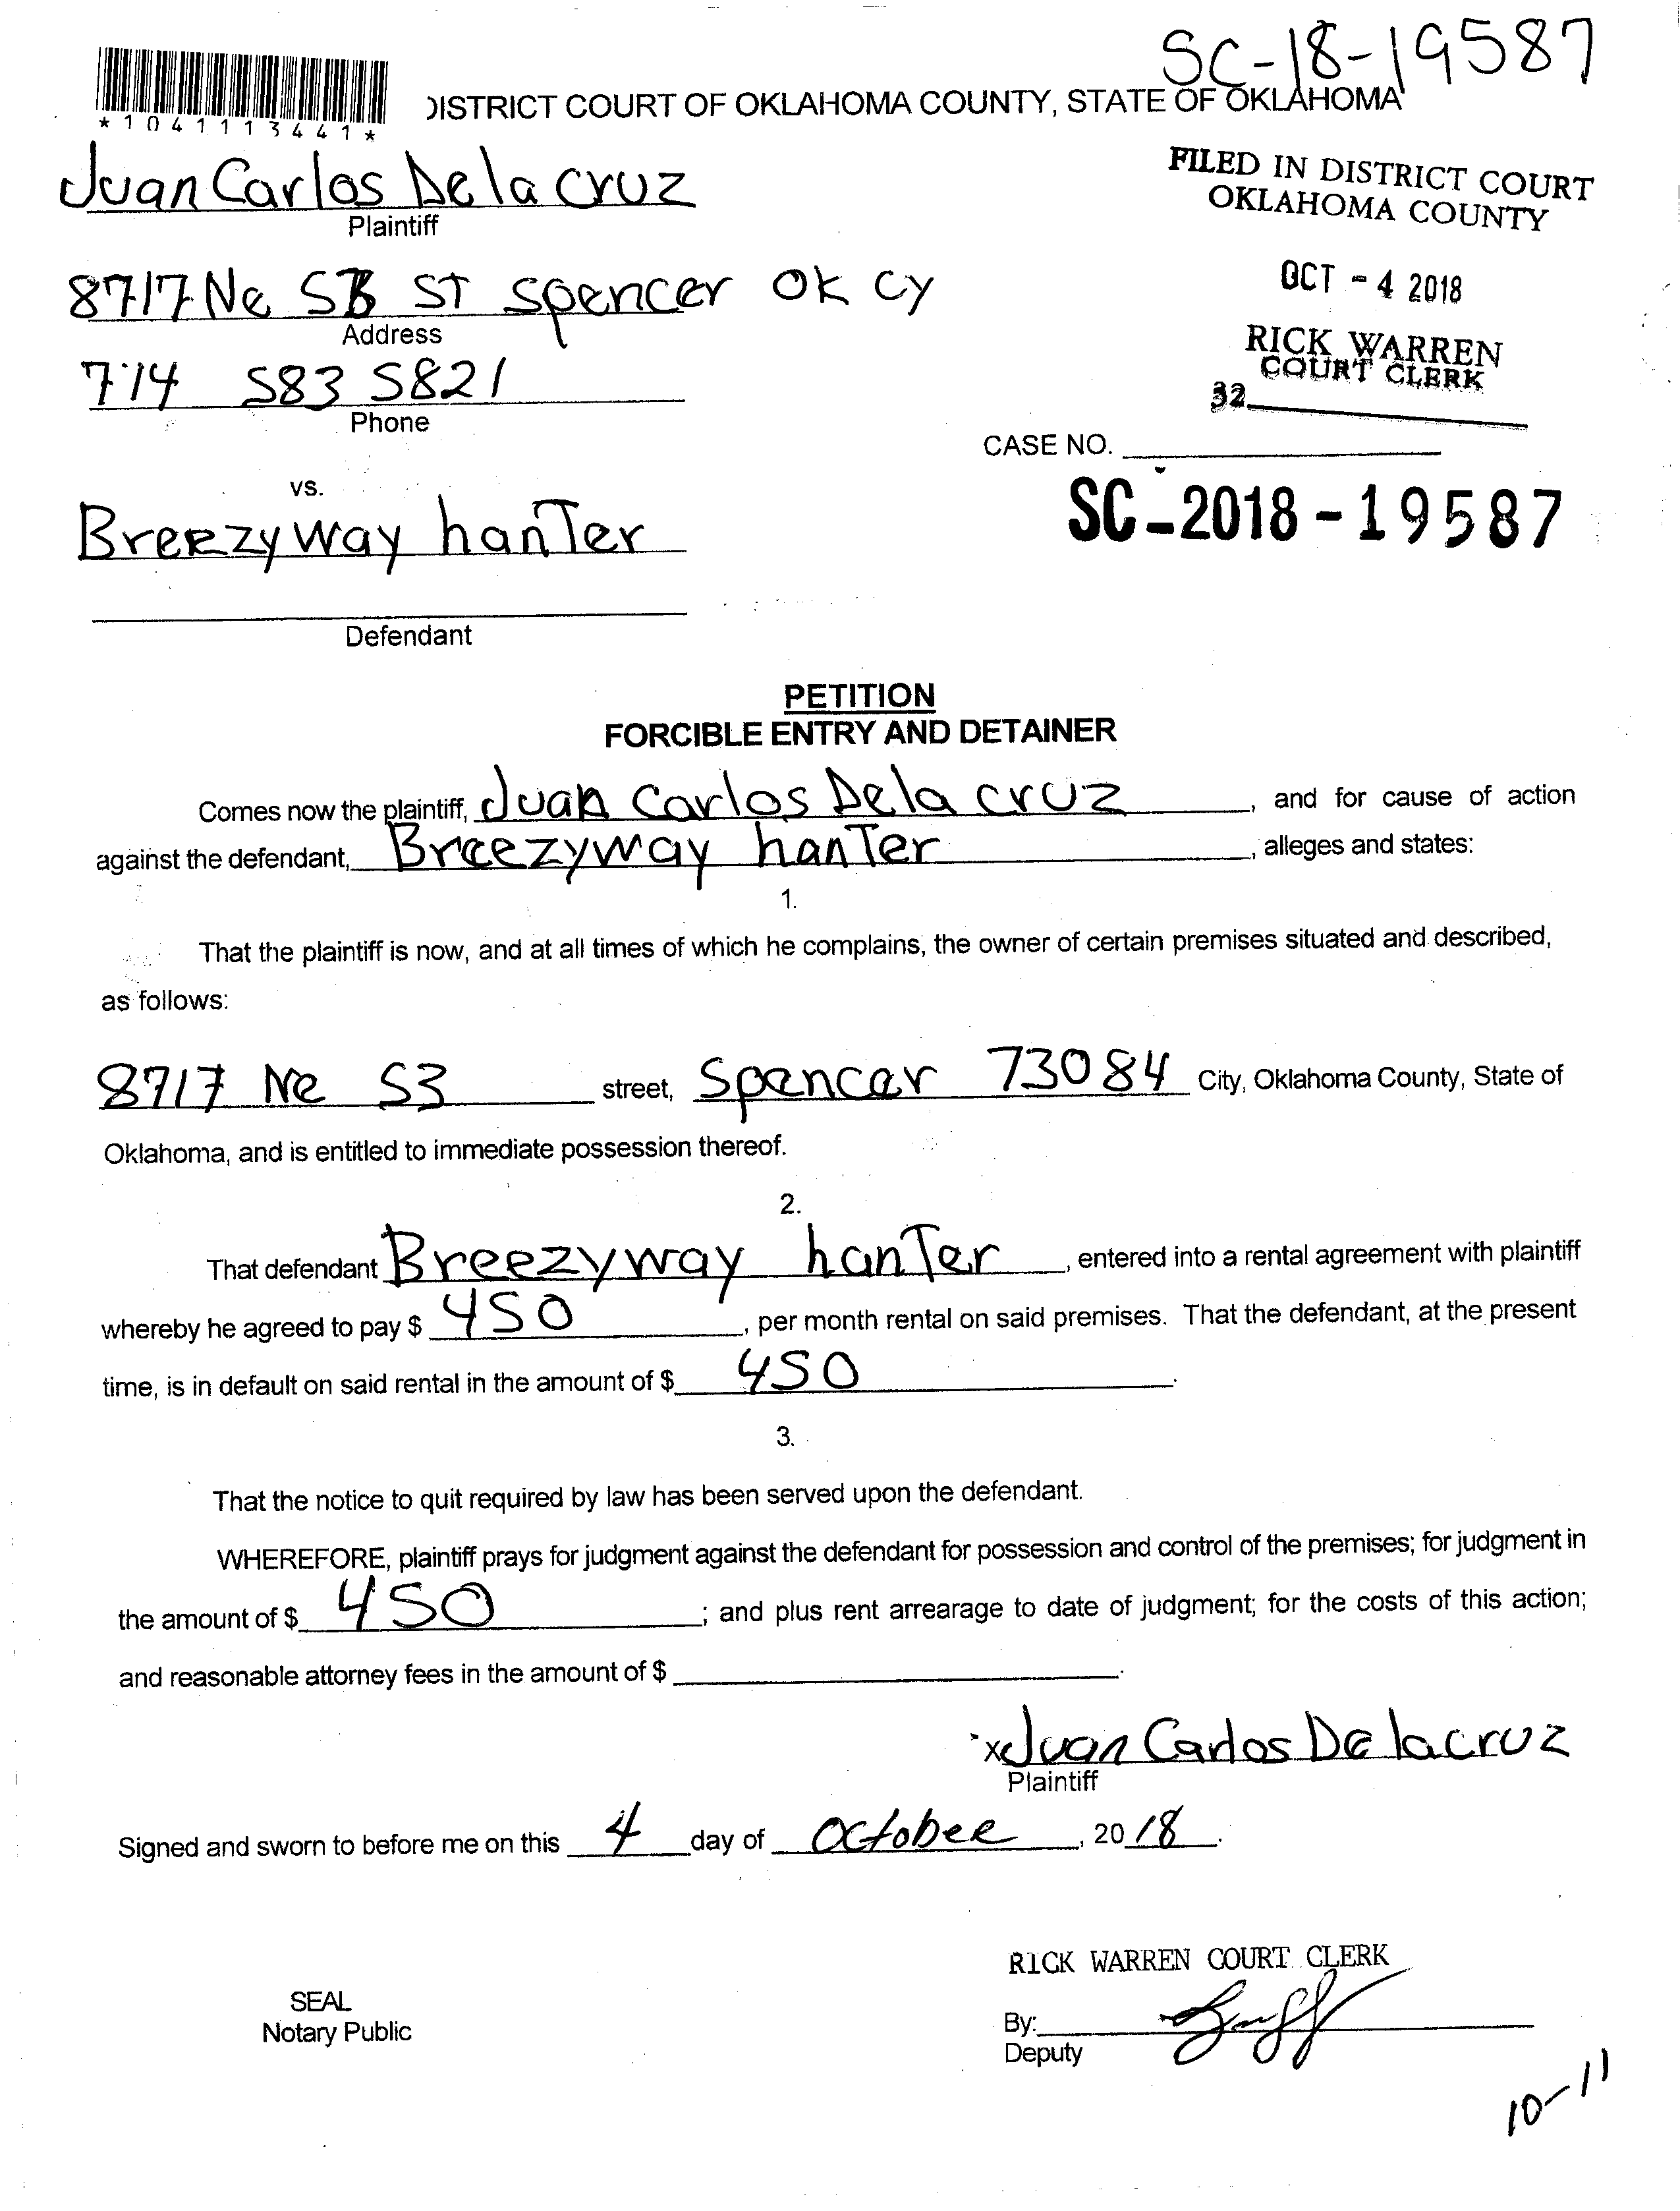 SC-18-19587
*1041113441*
DISTRICT COURT OF OKLAHOMA COUNTY, STATE OF OKLAHOMA
Juan Carlos De la cruz
Plaintiff
FILED IN DISTRICT COURT
OKLAHOMA COUNTY
8717 Ne 53 ST spencer OK cy
Address
OCT - 4 2018
RICK WARREN
COURT CLERK
714 583 5821
Phone
32
CASE NO.
vs.
SC-2018-19587
Breezyway hanTer
Defendant
PETITION
FORCIBLE ENTRY AND DETAINER
Comes now the plaintiff, Juan Carlos Dela cruz, and for cause of action
against the defendant, Breezyway hanTer, alleges and states:
1.
That the plaintiff is now, and at all times of which he complains, the owner of certain premises situated and described,
as follows:
8717 Ne 53 street, Spencer 73084 City, Oklahoma County, State of
Oklahoma, and is entitled to immediate possession thereof.
2.
That defendant Breezyway hanTer, entered into a rental agreement with plaintiff
whereby he agreed to pay $ 450, per month rental on said premises. That the defendant, at the present
time, is in default on said rental in the amount of $ 450.
3.
That the notice to quit required by law has been served upon the defendant.
WHEREFORE, plaintiff prays for judgment against the defendant for possession and control of the premises; for judgment in
the amount of $ 450; and plus rent arrearage to date of judgment; for the costs of this action;
and reasonable attorney fees in the amount of $.
x Juan Carlos De lacruz
Plaintiff
Signed and sworn to before me on this 4 day of October, 2018.
RICK WARREN COURT CLERK
SEAL
Notary Public
By:
Deputy
10-11